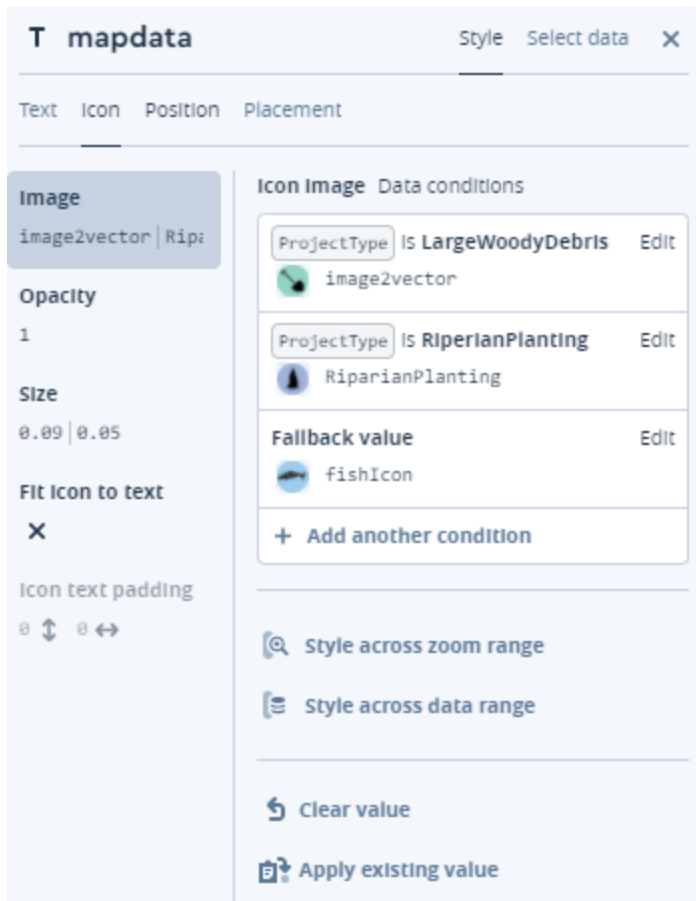 T mapdata Style Select data ✕
Text Icon Position Placement
Image
image2vector | Ripa
Opacity
1
Size
0.09 | 0.05
Fit icon to text
✕
Icon text padding
0 ↕ 0 ↔
Icon Image Data conditions
ProjectType is LargeWoodyDebris Edit
image2vector
ProjectType is RiperianPlanting Edit
RiparianPlanting
Fallback value Edit
fishIcon
+ Add another condition
Style across zoom range
Style across data range
Clear value
Apply existing value